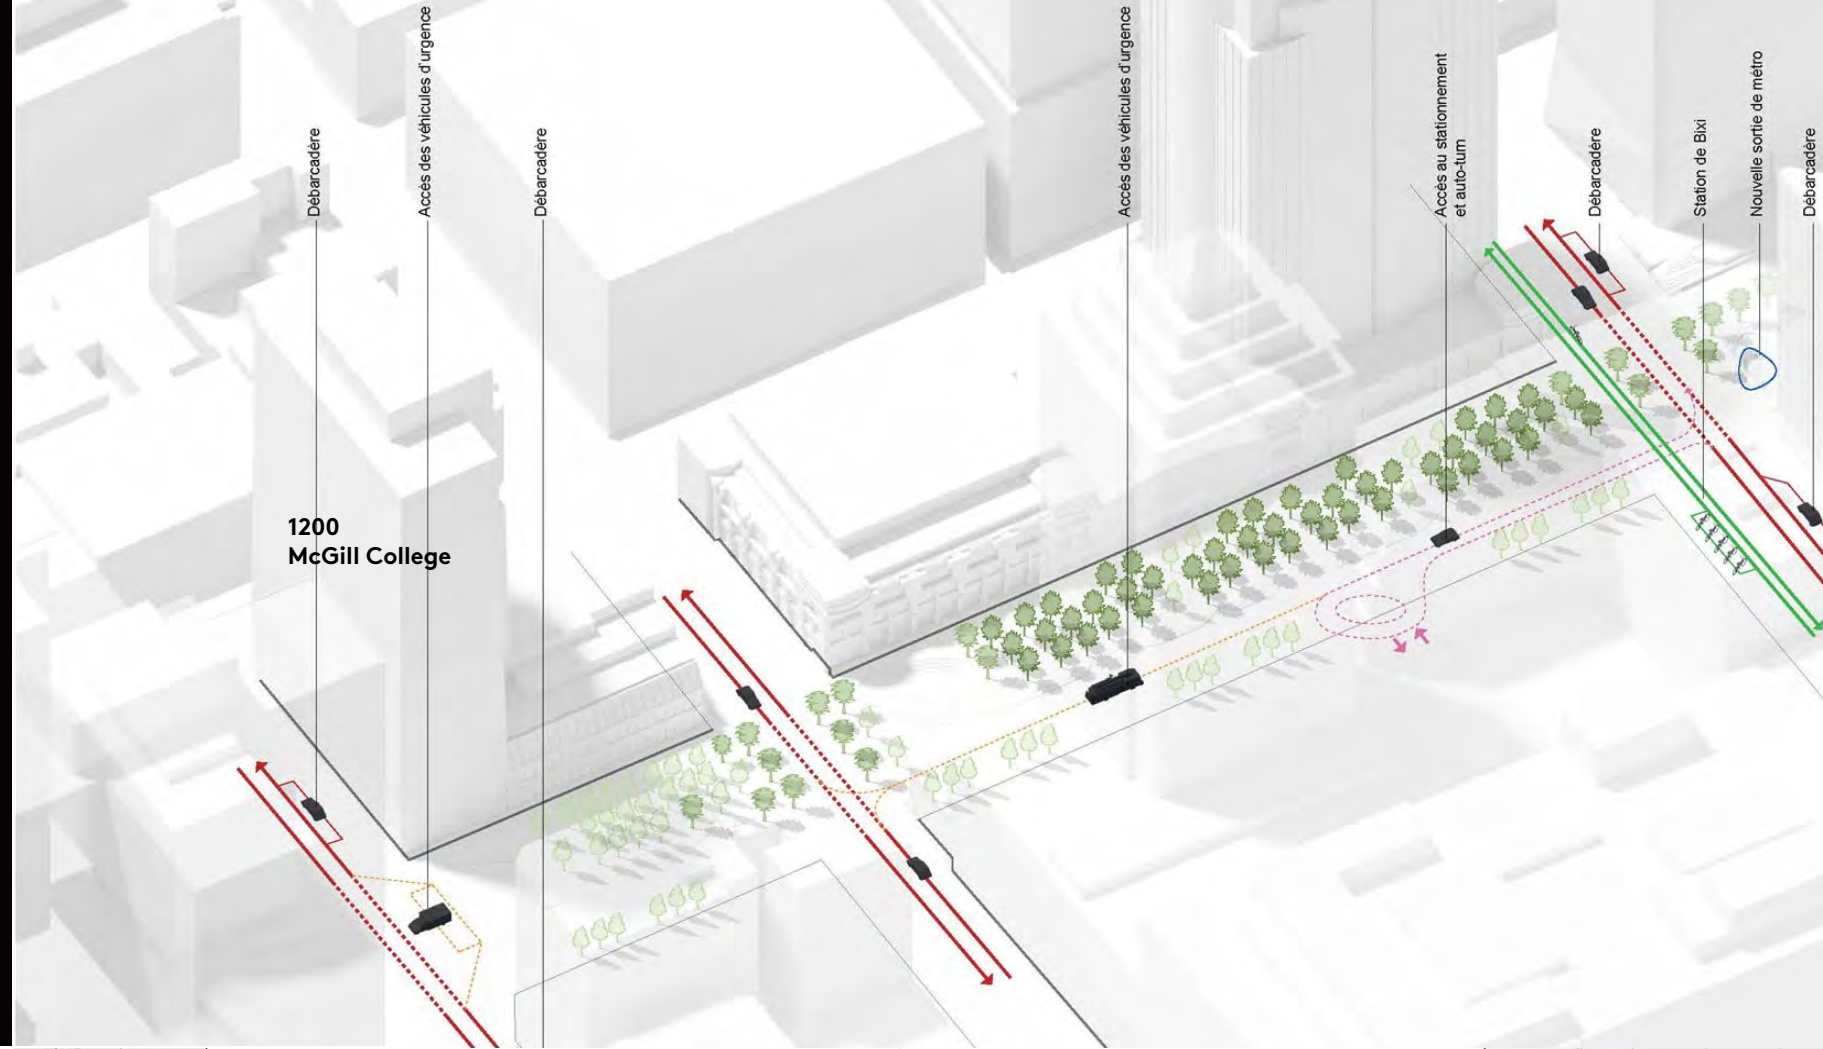 Débarcadère
Accès des véhicules d'urgence
Débarcadère
Accès des véhicules d'urgence
Accès au stationnement
et auto-turn
Débarcadère
Station de Bixi
Nouvelle sortie de métro
Débarcadère
1200
McGill College